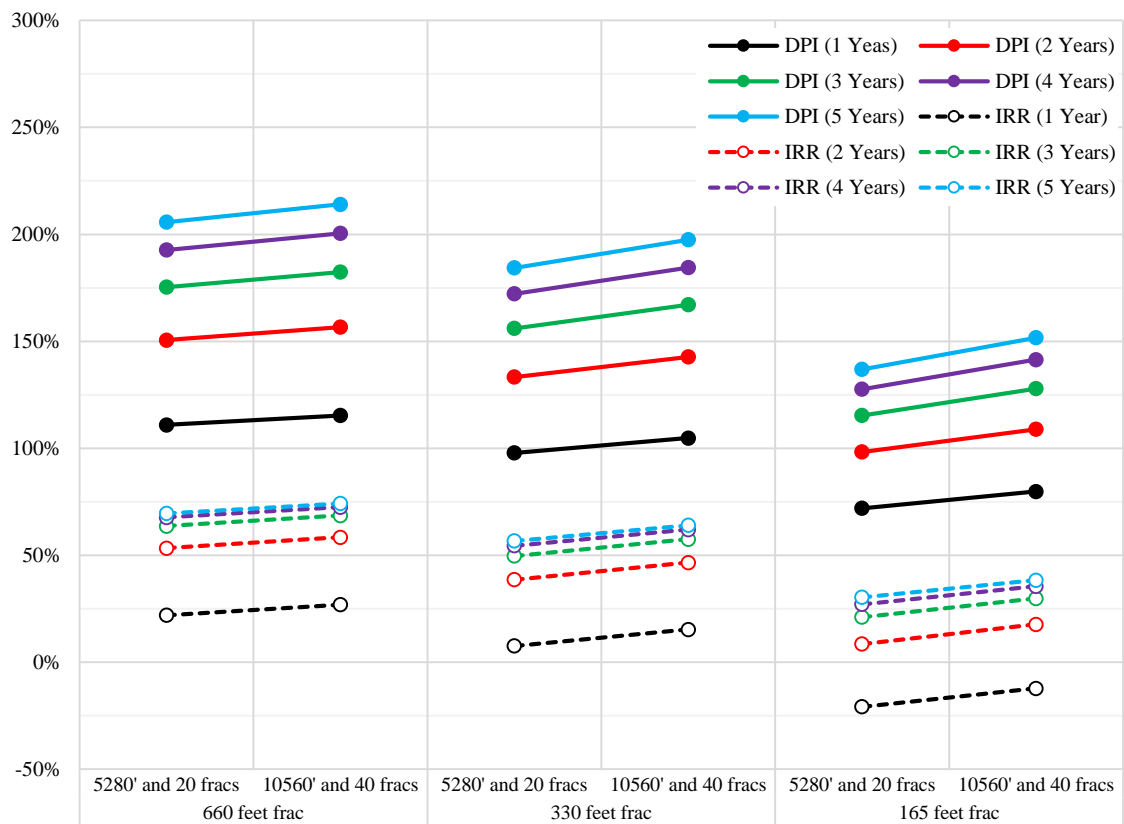 300%
250%
200%
150%
100%
50%
0%
-50%
DPI (1 Yeas) DPI (2 Years)
DPI (3 Years) DPI (4 Years)
DPI (5 Years) IRR (1 Year)
IRR (2 Years) IRR (3 Years)
IRR (4 Years) IRR (5 Years)
5280' and 20 fracs 10560' and 40 fracs 5280' and 20 fracs 10560' and 40 fracs 5280' and 20 fracs 10560' and 40 fracs
660 feet frac 330 feet frac 165 feet frac